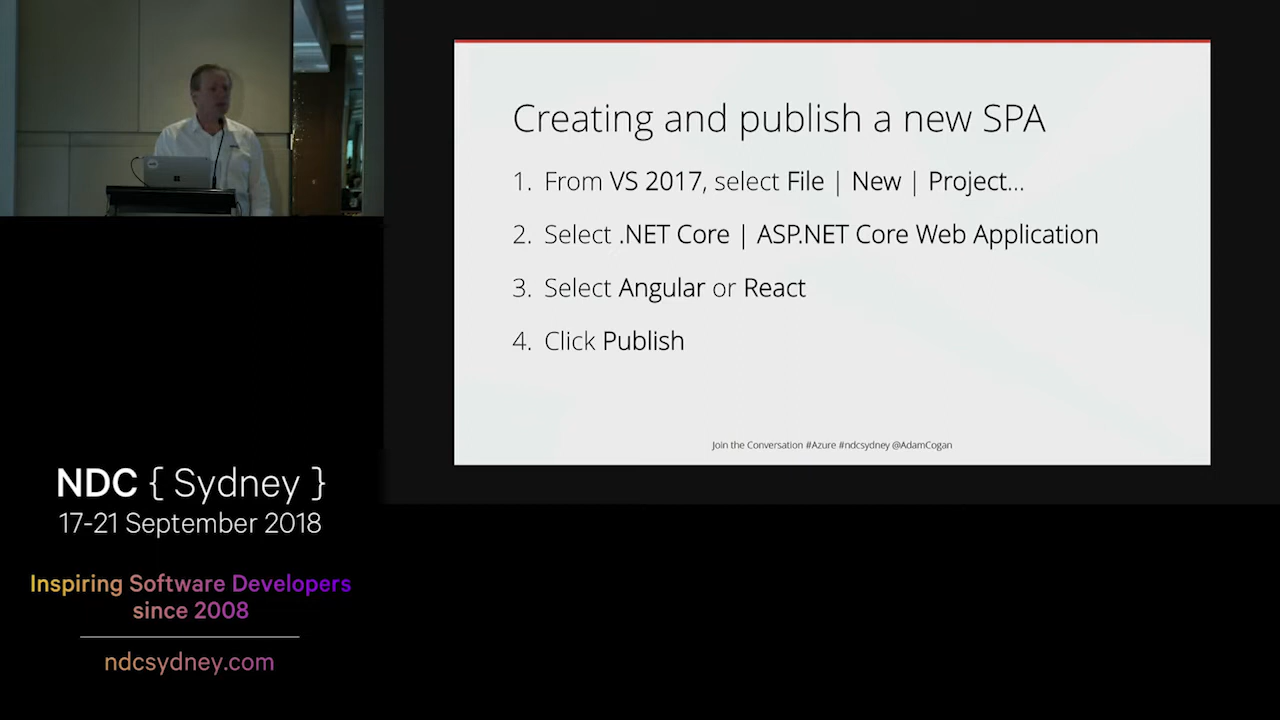 Creating and publish a new SPA
1. From VS 2017, select File | New | Project...
2. Select .NET Core | ASP.NET Core Web Application
3. Select Angular or React
4. Click Publish
Join the Conversation #Azure #ndcsydney @AdamCogan
NDC { Sydney }
17-21 September 2018
Inspiring Software Developers
since 2008
ndcsydney.com